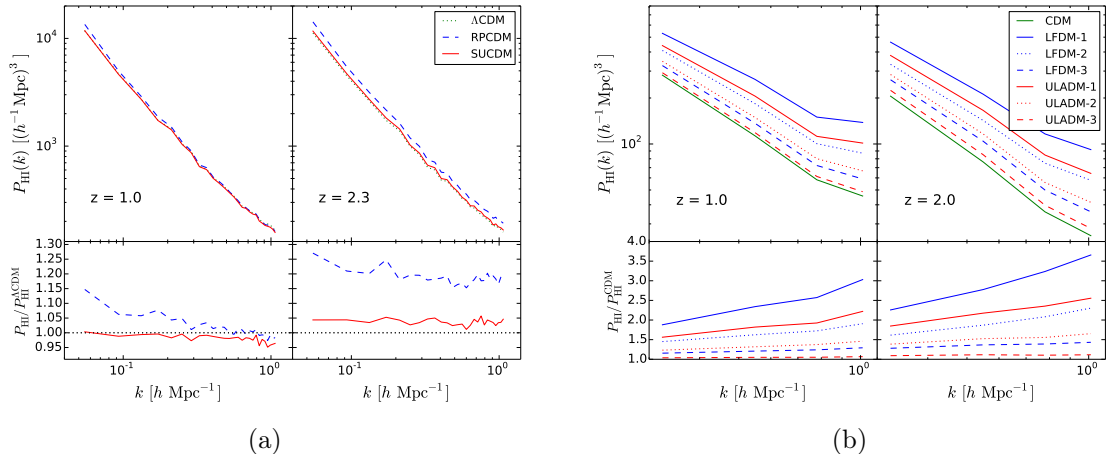 10^4
10^3
P_HI(k) [(h^{-1} Mpc)^3]
z = 1.0
z = 2.3
ΛCDM
RPCDM
SUCDM
1.30
1.25
1.20
1.15
1.10
1.05
1.00
0.95
P_HI/P_HI^{ΛCDM}
10^{-1} 10^0 10^{-1} 10^0
k [h Mpc^{-1}] k [h Mpc^{-1}]
(a)
10^2
P_HI(k) [(h^{-1} Mpc)^3]
z = 1.0
z = 2.0
CDM
LFDM-1
LFDM-2
LFDM-3
ULADM-1
ULADM-2
ULADM-3
4.0
3.5
3.0
2.5
2.0
1.5
1.0
P_HI/P_HI^{CDM}
10^0 10^0
k [h Mpc^{-1}] k [h Mpc^{-1}]
(b)